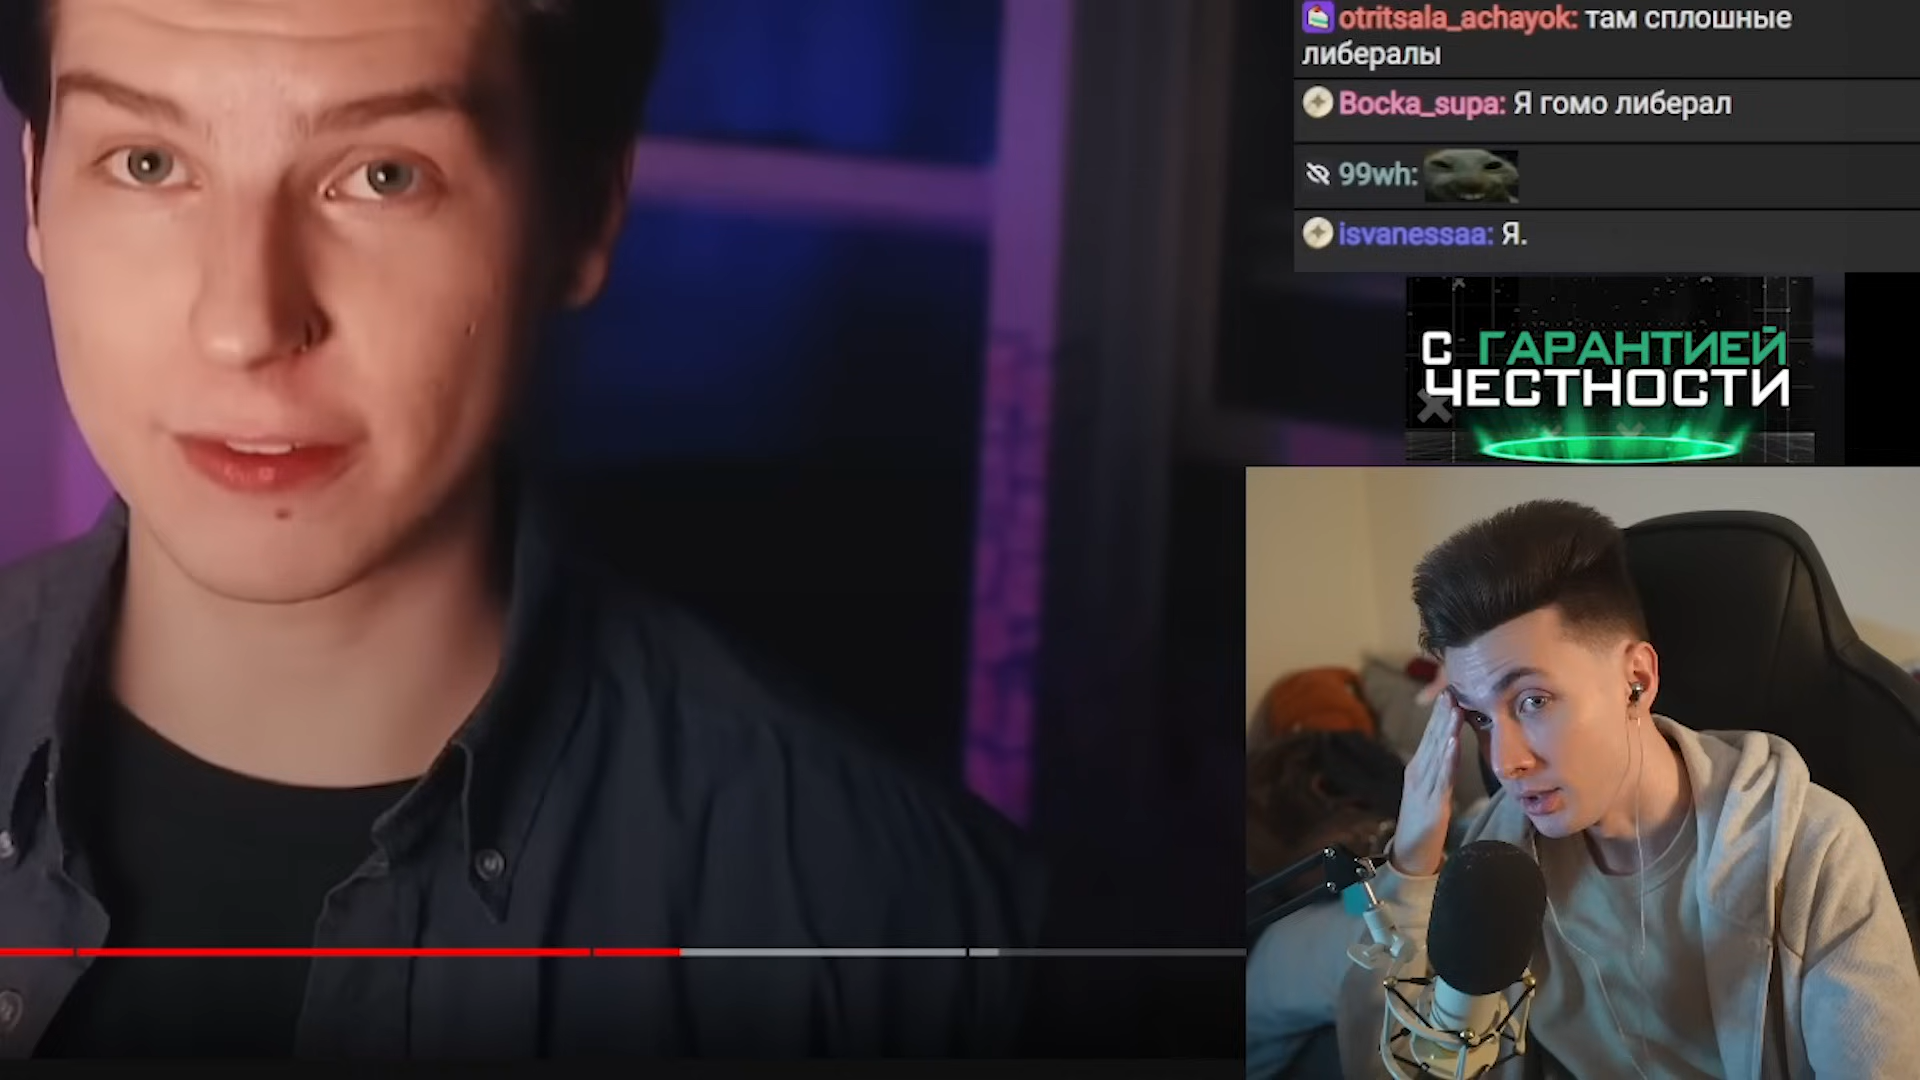 otritsala_achayok: там сплошные
либералы
Bocka_supa: Я гомо либерал
99wh:
isvanessaa: Я.
С ГАРАНТИЕЙ
ЧЕСТНОСТИ